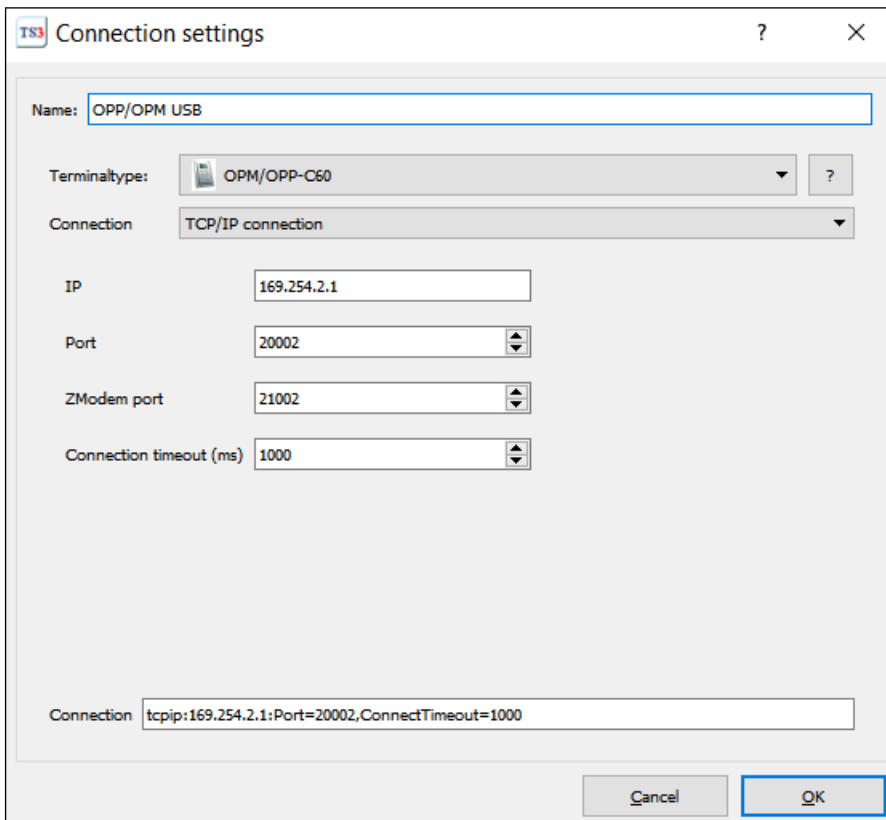 TS3 Connection settings ? ×
Name: OPP/OPM USB
Terminaltype: OPM/OPP-C60 ?
Connection TCP/IP connection
IP 169.254.2.1
Port 20002
ZModem port 21002
Connection timeout (ms) 1000
Connection tcpip:169.254.2.1:Port=20002,ConnectTimeout=1000
Cancel OK